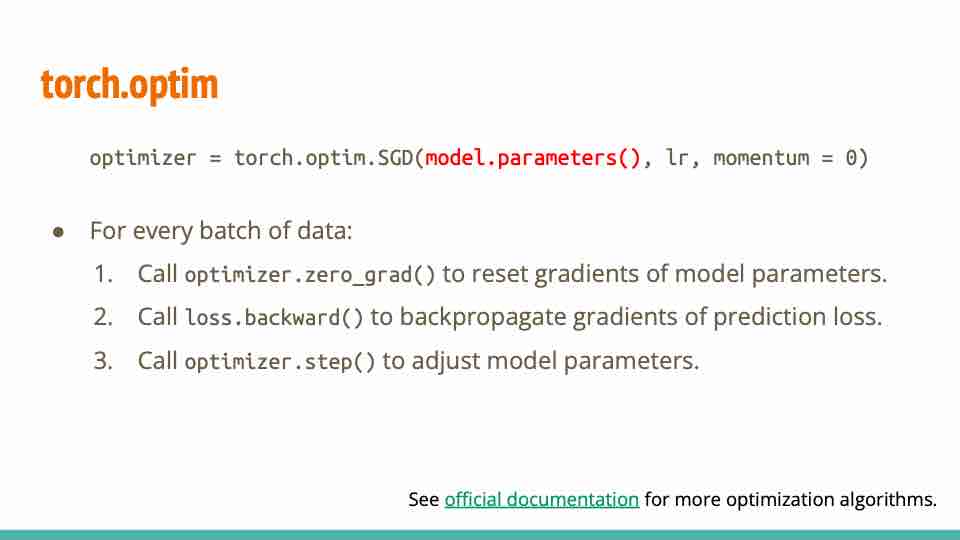 torch.optim
optimizer = torch.optim.SGD(model.parameters(), lr, momentum = 0)
● For every batch of data:
1. Call optimizer.zero_grad() to reset gradients of model parameters.
2. Call loss.backward() to backpropagate gradients of prediction loss.
3. Call optimizer.step() to adjust model parameters.
See official documentation for more optimization algorithms.